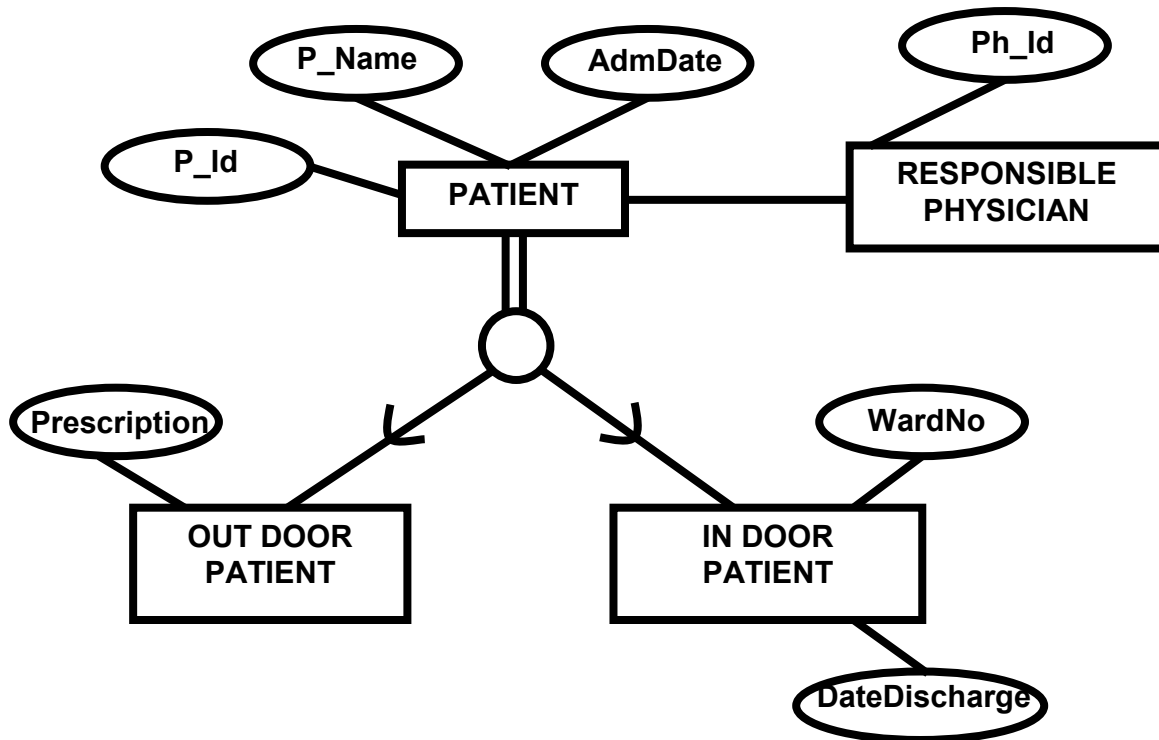 P_Name
AdmDate
Ph_Id
P_Id
PATIENT
RESPONSIBLE
PHYSICIAN
Prescription
WardNo
OUT DOOR
PATIENT
IN DOOR
PATIENT
DateDischarge